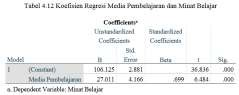 Tabel 4.12 Koefisien Regresi Media Pembelajaran dan Minat Belajar
Coefficientsᵃ
Unstandardized Standardized
Coefficients Coefficients
Std.
Model B Error Beta t Sig.
1 (Constant) 106.125 2.881 36.836 .000
Media Pembelajaran 27.011 4.166 .699 6.484 .000
a. Dependent Variable: Minat Belajar